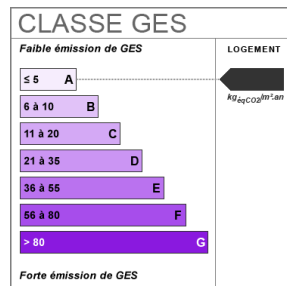 CLASSE GES
Faible émission de GES
LOGEMENT
≤ 5 A
kgéqCO2/m².an
6 à 10 B
11 à 20 C
21 à 35 D
36 à 55 E
56 à 80 F
> 80 G
Forte émission de GES